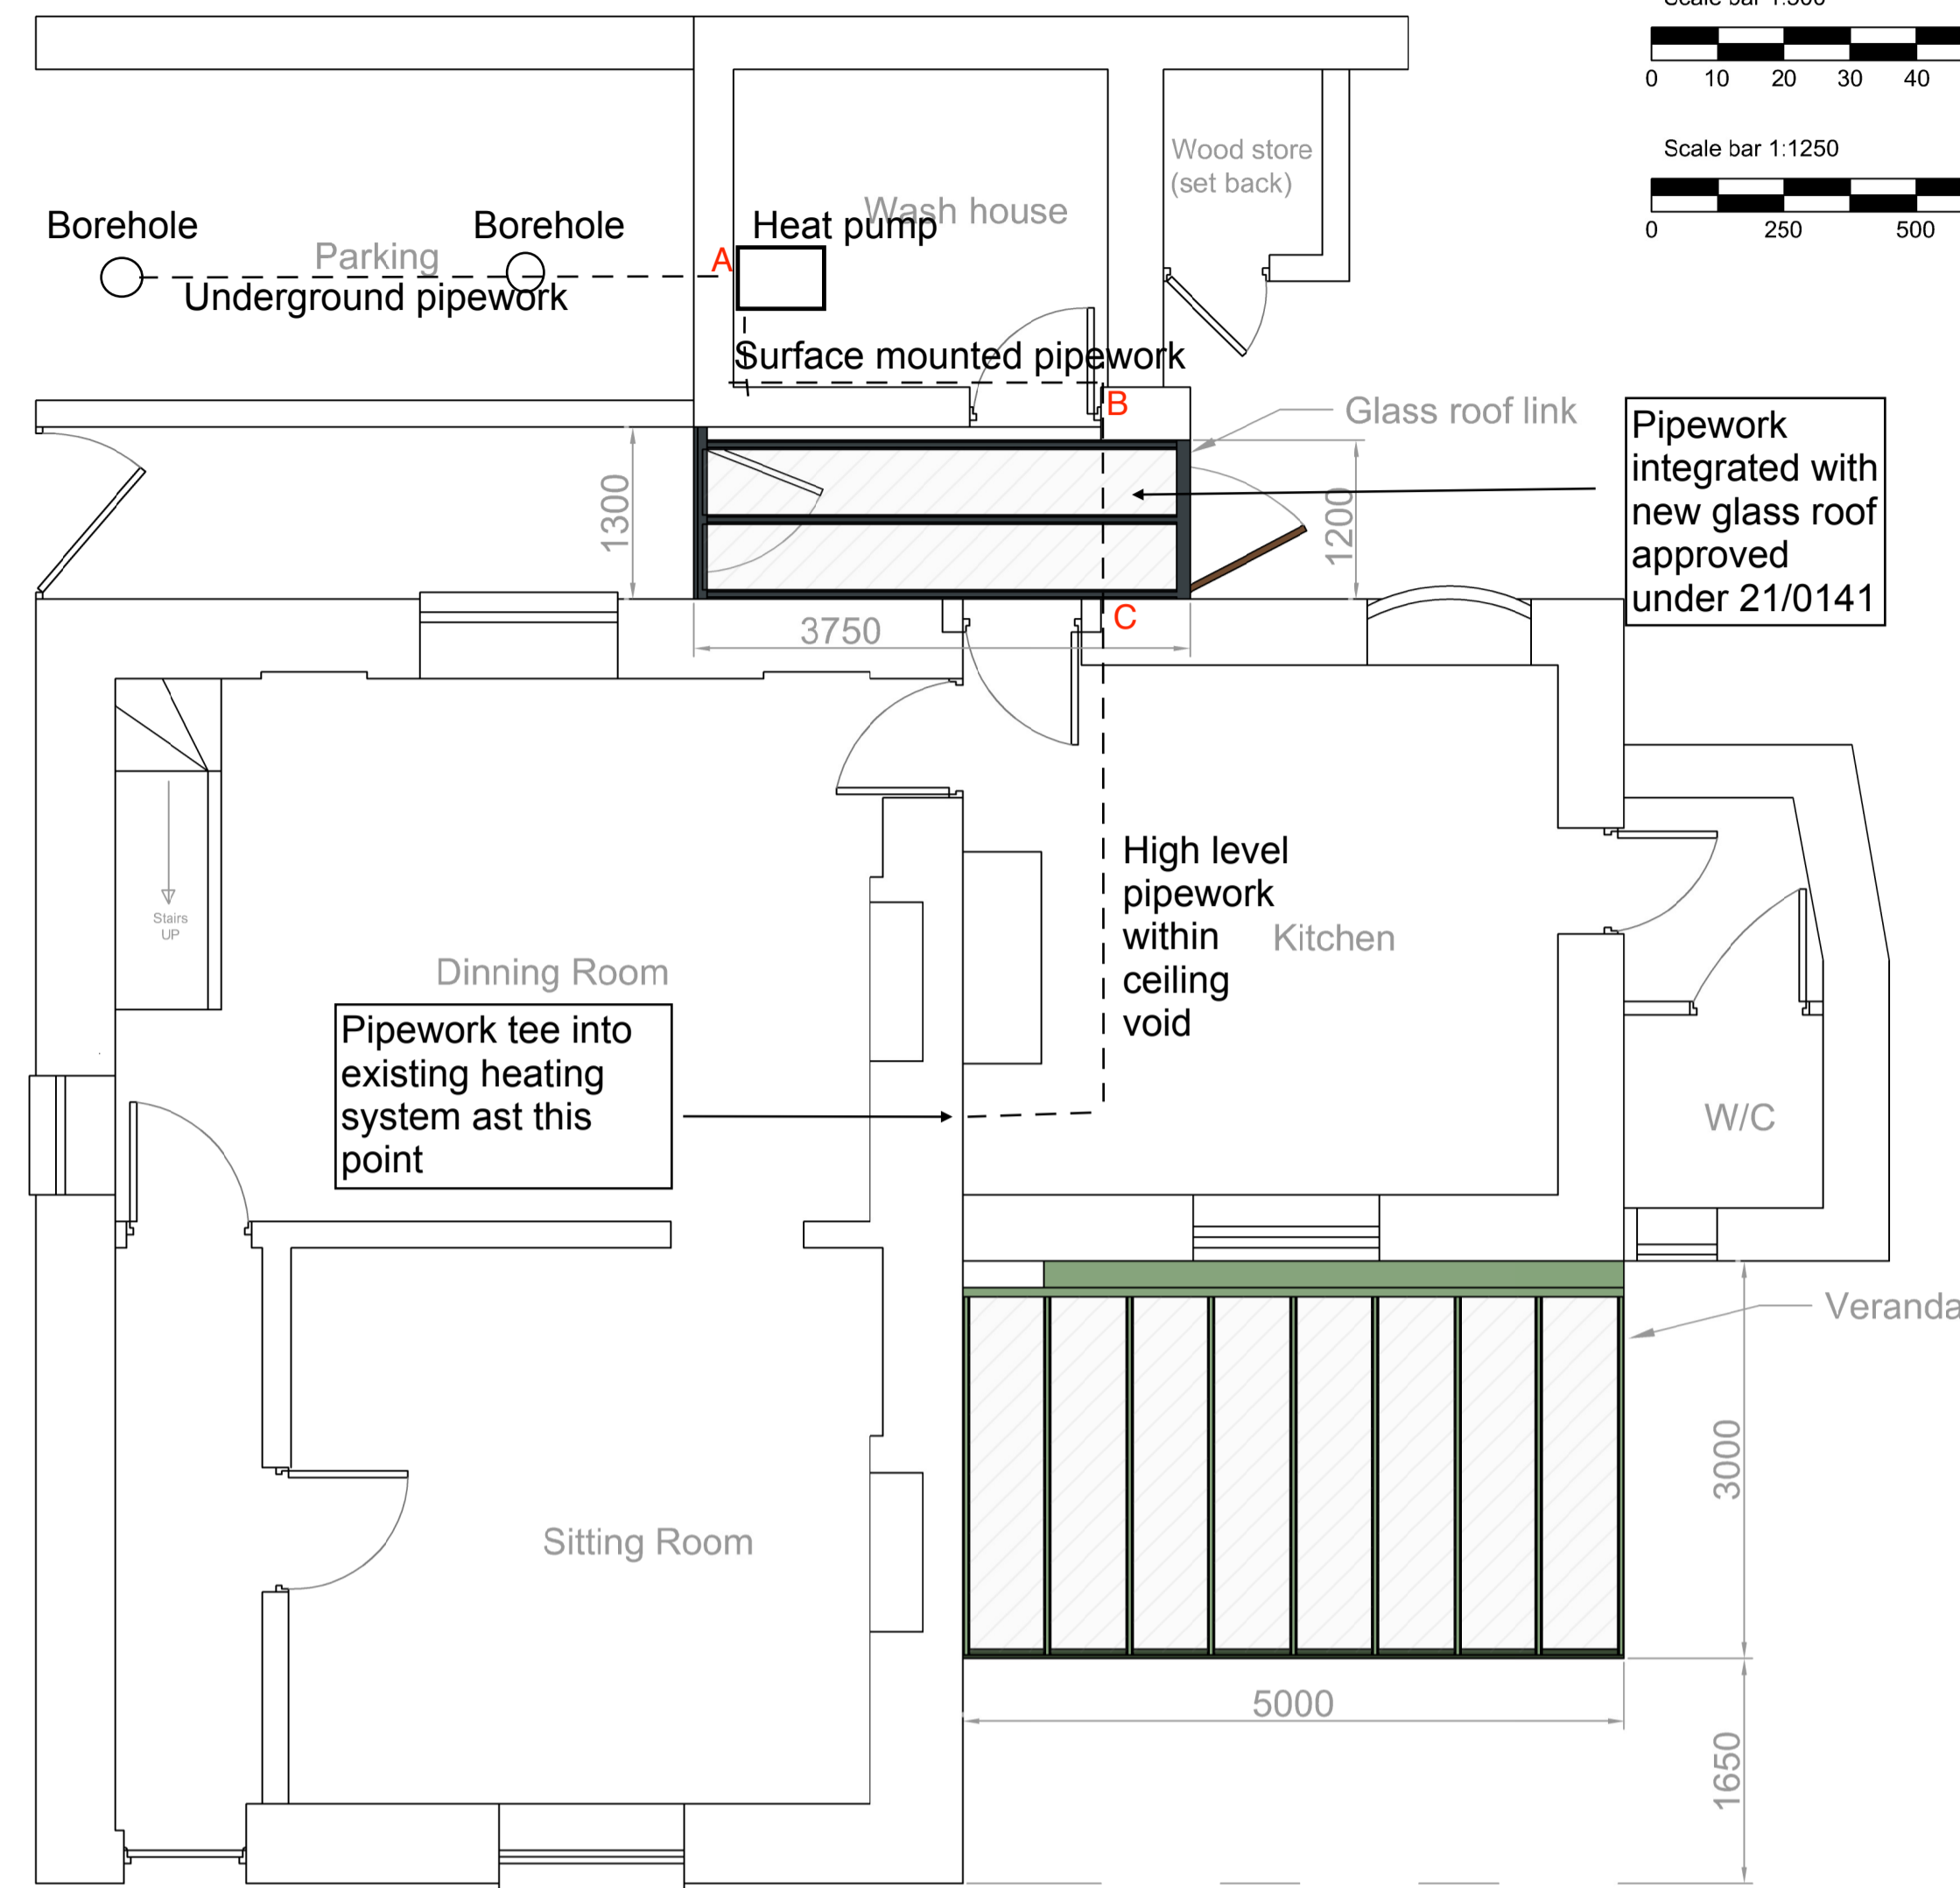 Scale bar 1:500
0 10 20 30 40
Scale bar 1:1250
0 250 500
Wood store
(set back)
Wash house
Borehole
Borehole
Heat pump
Parking
A
Underground pipework
Surface mounted pipework
B
Glass roof link
Pipework
integrated with
new glass roof
approved
under 21/0141
1300
1200
C
3750
High level
pipework
within
ceiling
void
Kitchen
Stairs
UP
Dinning Room
Pipework tee into
existing heating
system ast this
point
W/C
Veranda
3000
Sitting Room
5000
1650